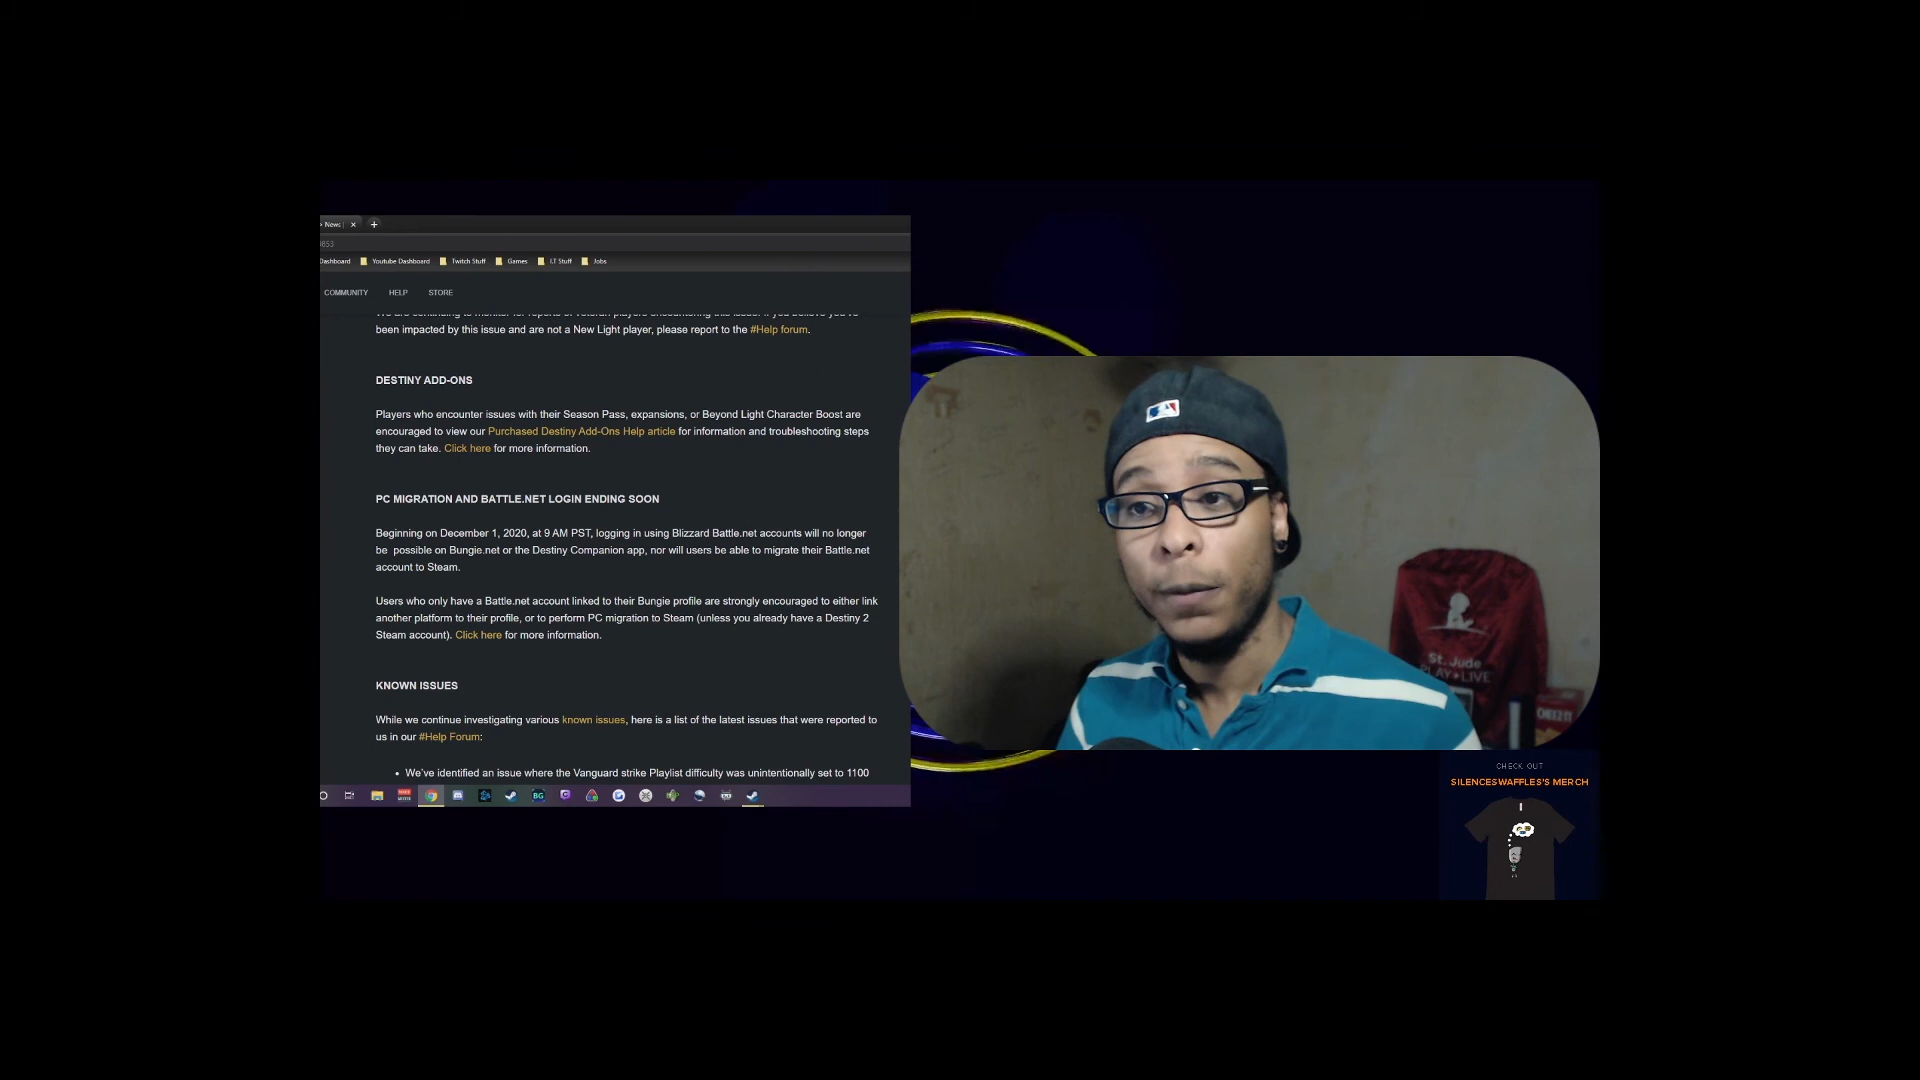 News |
853
Dashboard Youtube Dashboard Twitch Stuff Games I.T Stuff Jobs
COMMUNITY HELP STORE
been impacted by this issue and are not a New Light player, please report to the #Help forum.
DESTINY ADD-ONS
Players who encounter issues with their Season Pass, expansions, or Beyond Light Character Boost are
encouraged to view our Purchased Destiny Add-Ons Help article for information and troubleshooting steps
they can take. Click here for more information.
PC MIGRATION AND BATTLE.NET LOGIN ENDING SOON
Beginning on December 1, 2020, at 9 AM PST, logging in using Blizzard Battle.net accounts will no longer
be possible on Bungie.net or the Destiny Companion app, nor will users be able to migrate their Battle.net
account to Steam.
Users who only have a Battle.net account linked to their Bungie profile are strongly encouraged to either link
another platform to their profile, or to perform PC migration to Steam (unless you already have a Destiny 2
Steam account). Click here for more information.
KNOWN ISSUES
While we continue investigating various known issues, here is a list of the latest issues that were reported to
us in our #Help Forum:
• We've identified an issue where the Vanguard strike Playlist difficulty was unintentionally set to 1100
BG
St. Jude
PLAY LIVE
CHECK OUT
SILENCESWAFFLES'S MERCH